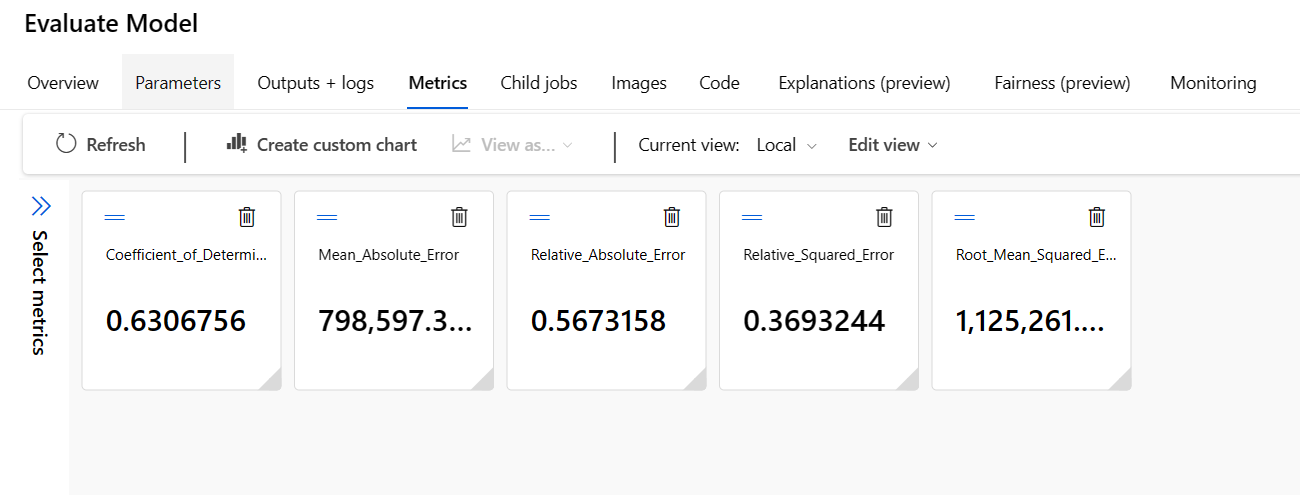 Evaluate Model
Overview Parameters Outputs + logs Metrics Child jobs Images Code Explanations (preview) Fairness (preview) Monitoring
Refresh Create custom chart View as... Current view: Local Edit view
Select metrics
Coefficient_of_Determi... Mean_Absolute_Error Relative_Absolute_Error Relative_Squared_Error Root_Mean_Squared_E...
0.6306756 798,597.3... 0.5673158 0.3693244 1,125,261....